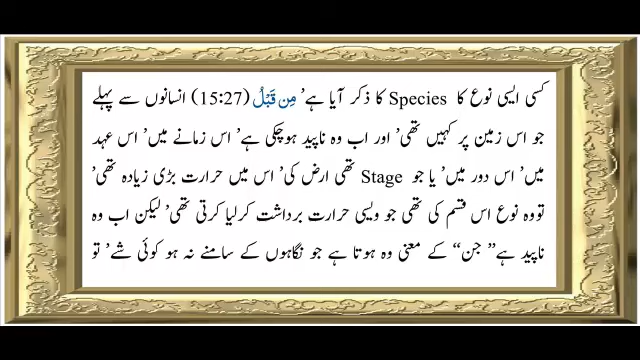 کسی ایسی نوع کا Species کا ذکر آیا ہے’ مِن قَبْلُ (15:27) انسانوں سے پہلے
جو اس زمین پر کہیں تھی’ اور اب وہ ناپید ہوچکی ہے’ اس زمانے میں’ اس عہد
میں’ اس دور میں’ یا جو Stage تھی ارض کی’ اس میں حرارت بڑی زیادہ تھی’
تووہ نوع اس قسم کی تھی جو ویسی حرارت برداشت کرلیا کرتی تھی’ لیکن اب وہ
ناپید ہے’’ جن‘‘ کے معنی وہ ہوتا ہے جو نگاہوں کے سامنے نہ ہو کوئی شے’ تو